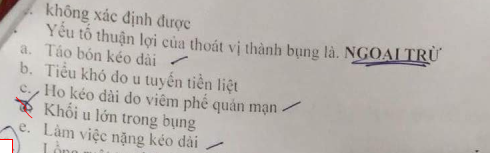 không xác định được
Yếu tố thuận lợi của thoát vị thành bụng là. NGOẠI TRỪ
a. Táo bón kéo dài
b. Tiểu khó do u tuyến tiền liệt
c. Ho kéo dài do viêm phế quản mạn
Khối u lớn trong bụng
e. Làm việc nặng kéo dài